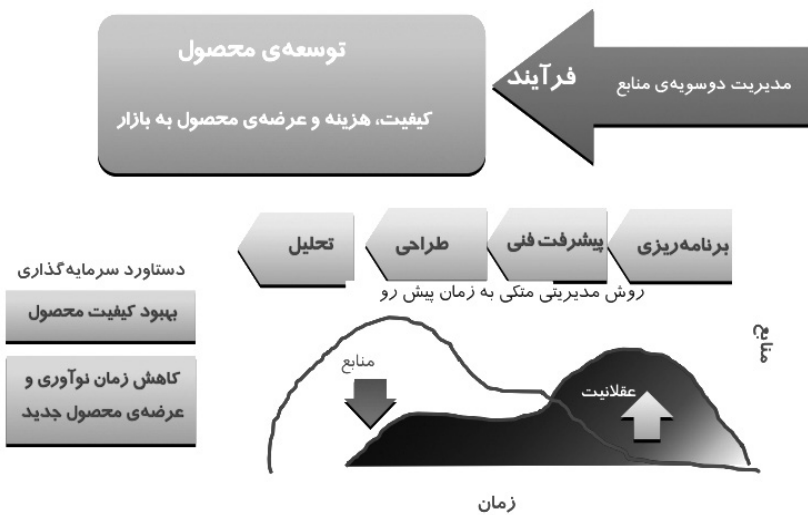 توسعه‌ی محصول
کیفیت، هزینه و عرضه‌ی محصول به بازار
فرآیند
مدیریت دوسویه‌ی منابع
برنامه‌ریزی
پیشرفت فنی
طراحی
تحلیل
روش مدیریتی متکی به زمان پیش رو
دستاورد سرمایه‌گذاری
بهبود کیفیت محصول
کاهش زمان نوآوری و
عرضه‌ی محصول جدید
منابع
منابع
عقلانیت
زمان